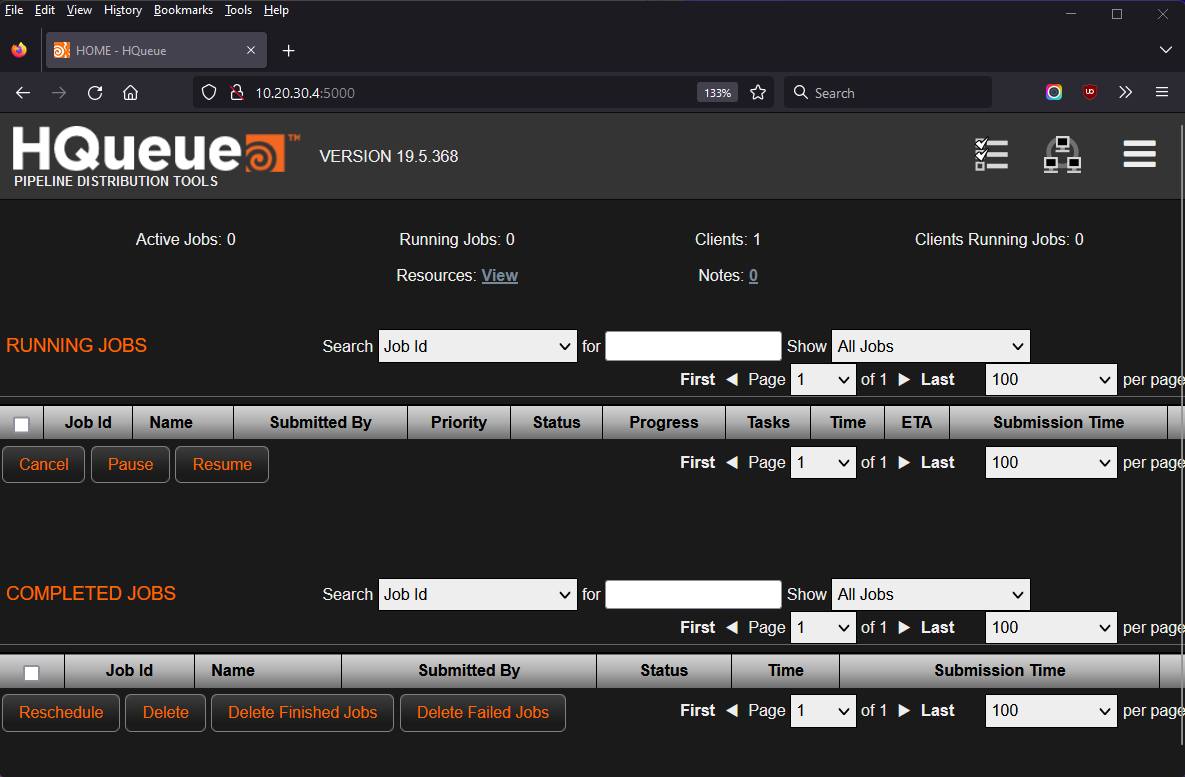 File Edit View History Bookmarks Tools Help
HOME - HQueue
10.20.30.4:5000 133% Search
HQueue™ VERSION 19.5.368
PIPELINE DISTRIBUTION TOOLS
Active Jobs: 0 Running Jobs: 0 Clients: 1 Clients Running Jobs: 0
Resources: View Notes: 0
RUNNING JOBS Search Job Id for Show All Jobs
First Page 1 of 1 Last 100 per page
Job Id Name Submitted By Priority Status Progress Tasks Time ETA Submission Time
Cancel Pause Resume First Page 1 of 1 Last 100 per page
COMPLETED JOBS Search Job Id for Show All Jobs
First Page 1 of 1 Last 100 per page
Job Id Name Submitted By Status Time Submission Time
Reschedule Delete Delete Finished Jobs Delete Failed Jobs First Page 1 of 1 Last 100 per page